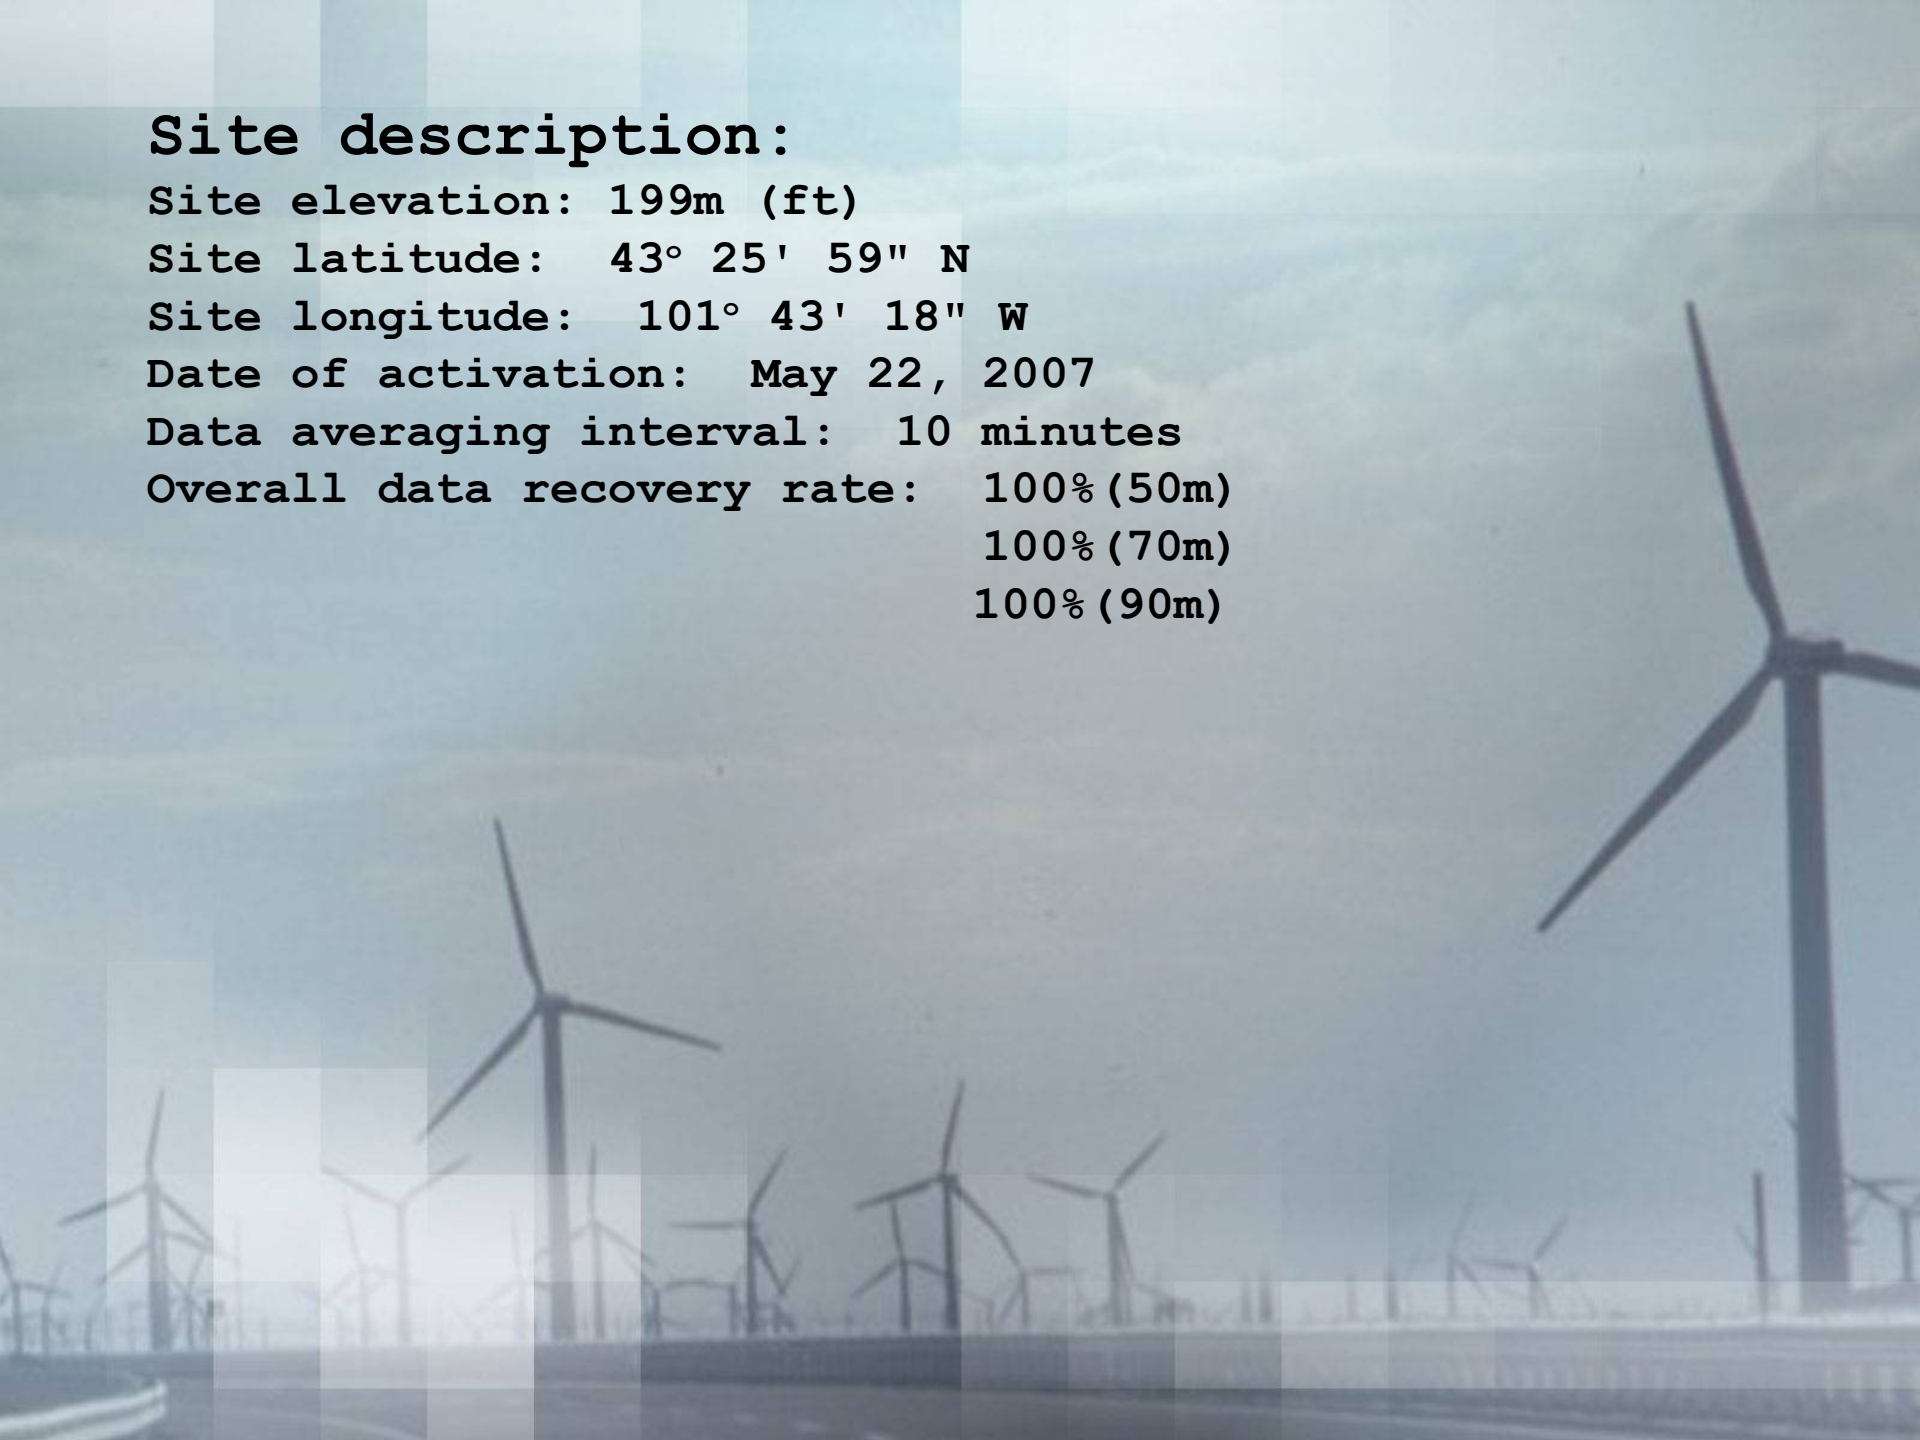 Site description:
Site elevation: 199m (ft)
Site latitude: 43° 25' 59" N
Site longitude: 101° 43' 18" W
Date of activation: May 22, 2007
Data averaging interval: 10 minutes
Overall data recovery rate: 100%(50m)
100%(70m)
100%(90m)